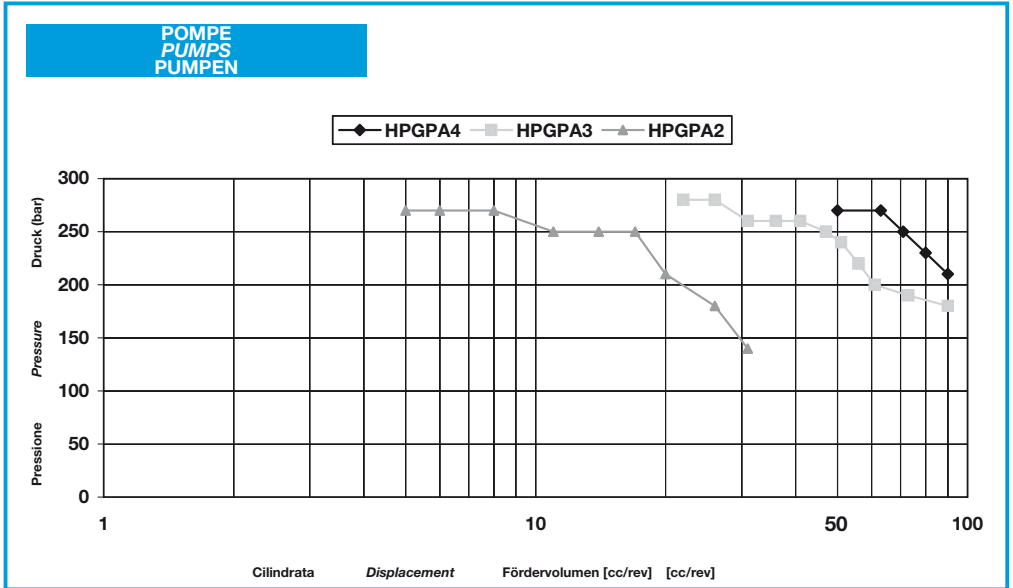 POMPE
PUMPS
PUMPEN
HPGPA4 HPGPA3 HPGPA2
300
250
200
150
100
50
0
Druck (bar)
Pressure
Pressione
1 10 50 100
Cilindrata Displacement Fördervolumen [cc/rev] [cc/rev]